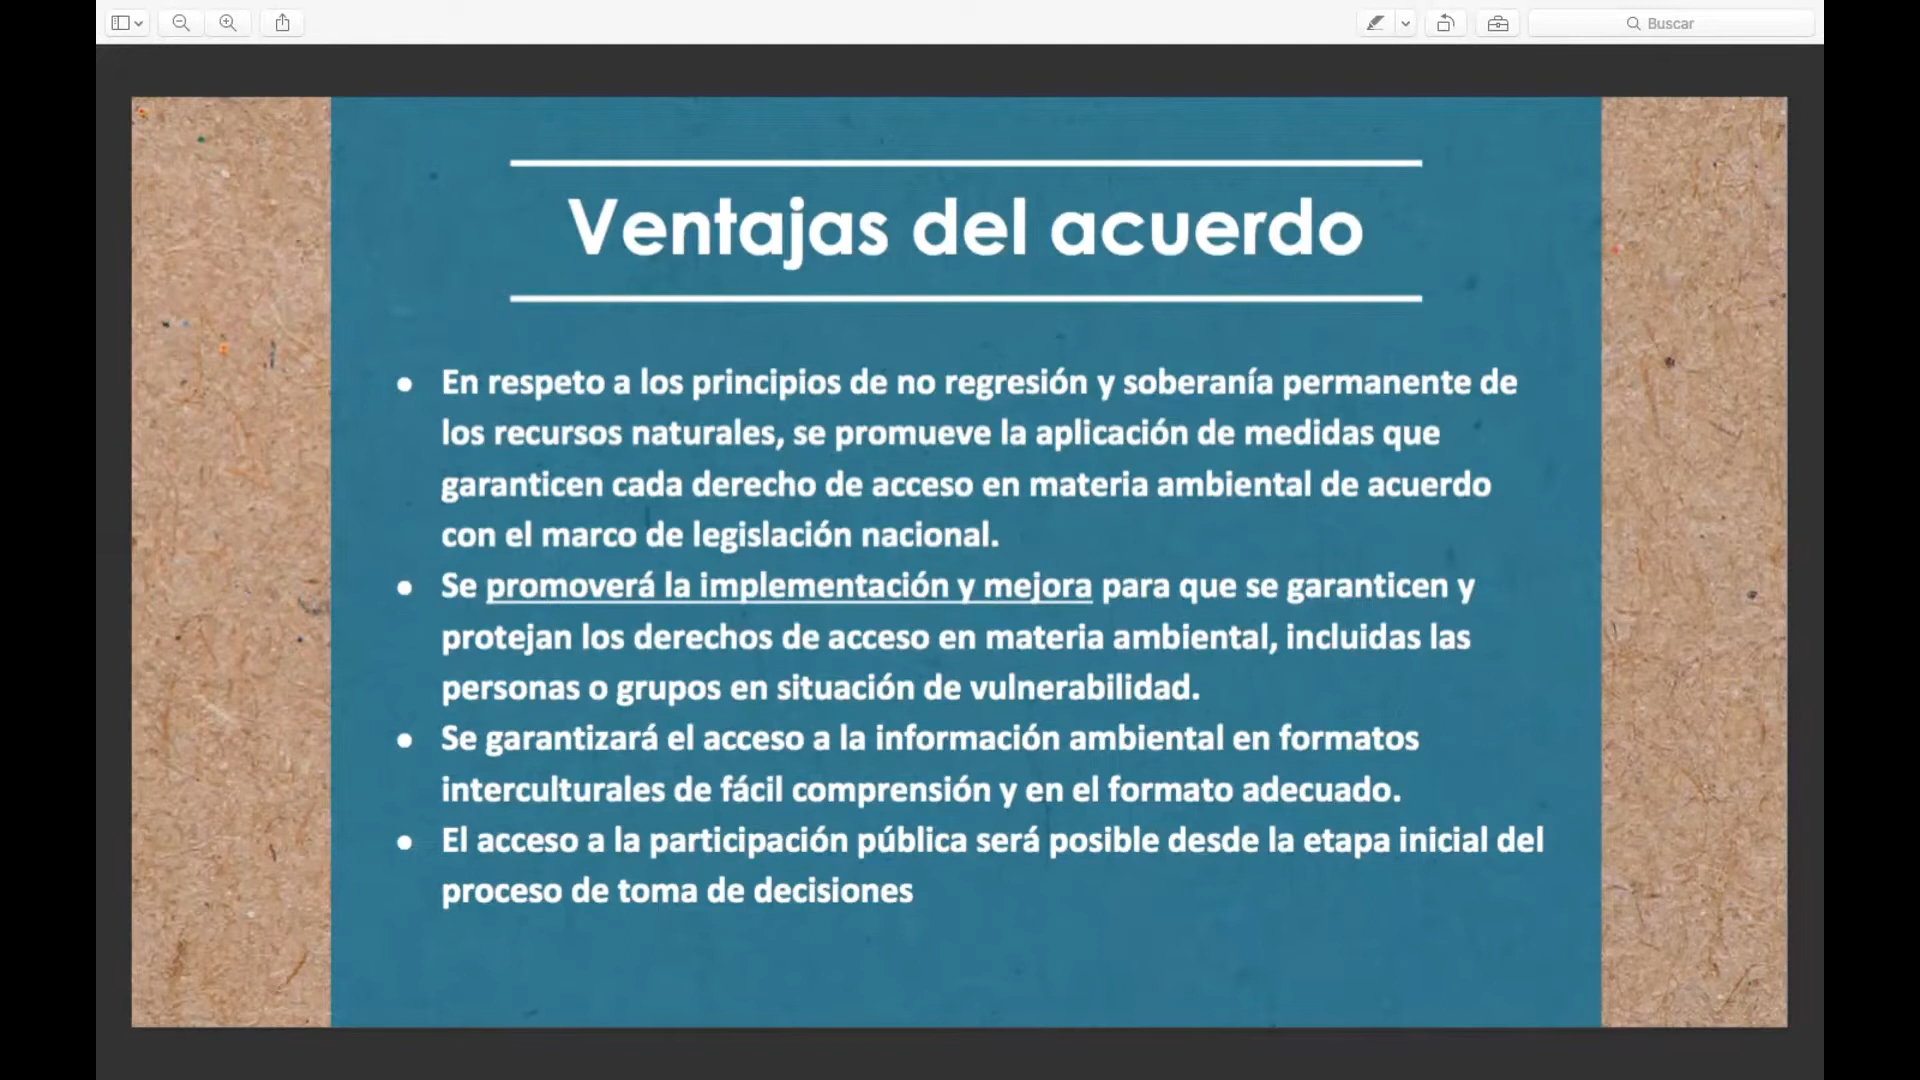 Buscar
Ventajas del acuerdo
● En respeto a los principios de no regresión y soberanía permanente de
los recursos naturales, se promueve la aplicación de medidas que
garanticen cada derecho de acceso en materia ambiental de acuerdo
con el marco de legislación nacional.
● Se promoverá la implementación y mejora para que se garanticen y
protejan los derechos de acceso en materia ambiental, incluidas las
personas o grupos en situación de vulnerabilidad.
● Se garantizará el acceso a la información ambiental en formatos
interculturales de fácil comprensión y en el formato adecuado.
● El acceso a la participación pública será posible desde la etapa inicial del
proceso de toma de decisiones